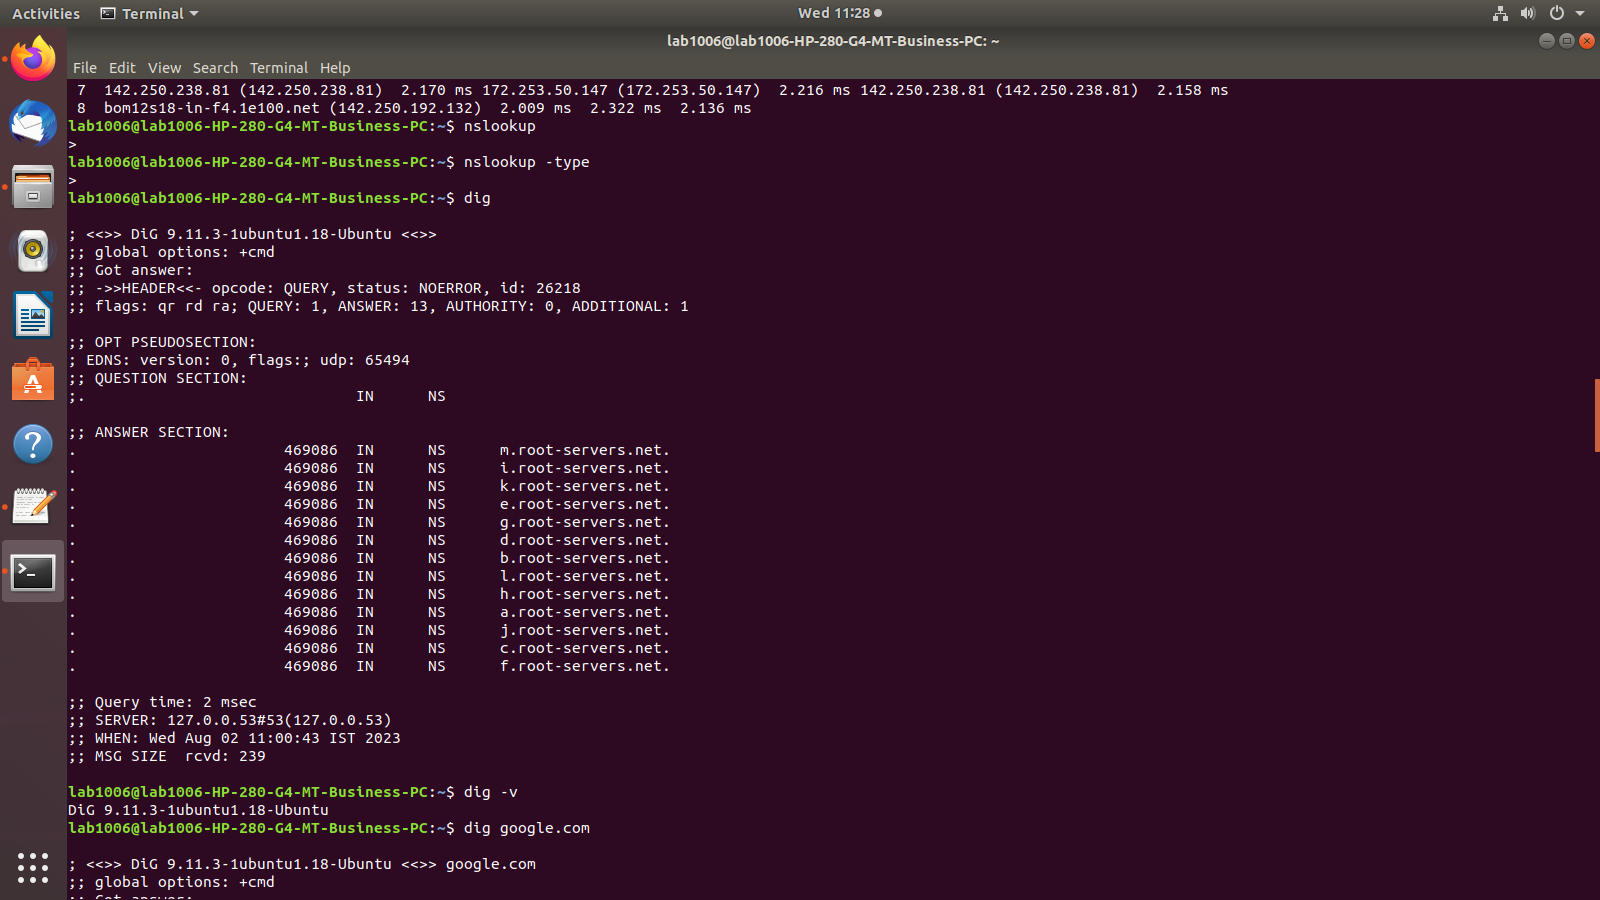 Activities Terminal Wed 11:28
lab1006@lab1006-HP-280-G4-MT-Business-PC: ~
File Edit View Search Terminal Help
7 142.250.238.81 (142.250.238.81) 2.170 ms 172.253.50.147 (172.253.50.147) 2.216 ms 142.250.238.81 (142.250.238.81) 2.158 ms
8 bom12s18-in-f4.1e100.net (142.250.192.132) 2.009 ms 2.322 ms 2.136 ms
lab1006@lab1006-HP-280-G4-MT-Business-PC:~$ nslookup
>
lab1006@lab1006-HP-280-G4-MT-Business-PC:~$ nslookup -type
>
lab1006@lab1006-HP-280-G4-MT-Business-PC:~$ dig
; <<>> DiG 9.11.3-1ubuntu1.18-Ubuntu <<>>
;; global options: +cmd
;; Got answer:
;; ->>HEADER<<- opcode: QUERY, status: NOERROR, id: 26218
;; flags: qr rd ra; QUERY: 1, ANSWER: 13, AUTHORITY: 0, ADDITIONAL: 1
;; OPT PSEUDOSECTION:
; EDNS: version: 0, flags:; udp: 65494
;; QUESTION SECTION:
;. IN NS
;; ANSWER SECTION:
. 469086 IN NS m.root-servers.net.
. 469086 IN NS i.root-servers.net.
. 469086 IN NS k.root-servers.net.
. 469086 IN NS e.root-servers.net.
. 469086 IN NS g.root-servers.net.
. 469086 IN NS d.root-servers.net.
. 469086 IN NS b.root-servers.net.
. 469086 IN NS l.root-servers.net.
. 469086 IN NS h.root-servers.net.
. 469086 IN NS a.root-servers.net.
. 469086 IN NS j.root-servers.net.
. 469086 IN NS c.root-servers.net.
. 469086 IN NS f.root-servers.net.
;; Query time: 2 msec
;; SERVER: 127.0.0.53#53(127.0.0.53)
;; WHEN: Wed Aug 02 11:00:43 IST 2023
;; MSG SIZE rcvd: 239
lab1006@lab1006-HP-280-G4-MT-Business-PC:~$ dig -v
DiG 9.11.3-1ubuntu1.18-Ubuntu
lab1006@lab1006-HP-280-G4-MT-Business-PC:~$ dig google.com
; <<>> DiG 9.11.3-1ubuntu1.18-Ubuntu <<>> google.com
;; global options: +cmd
;; Got answer: